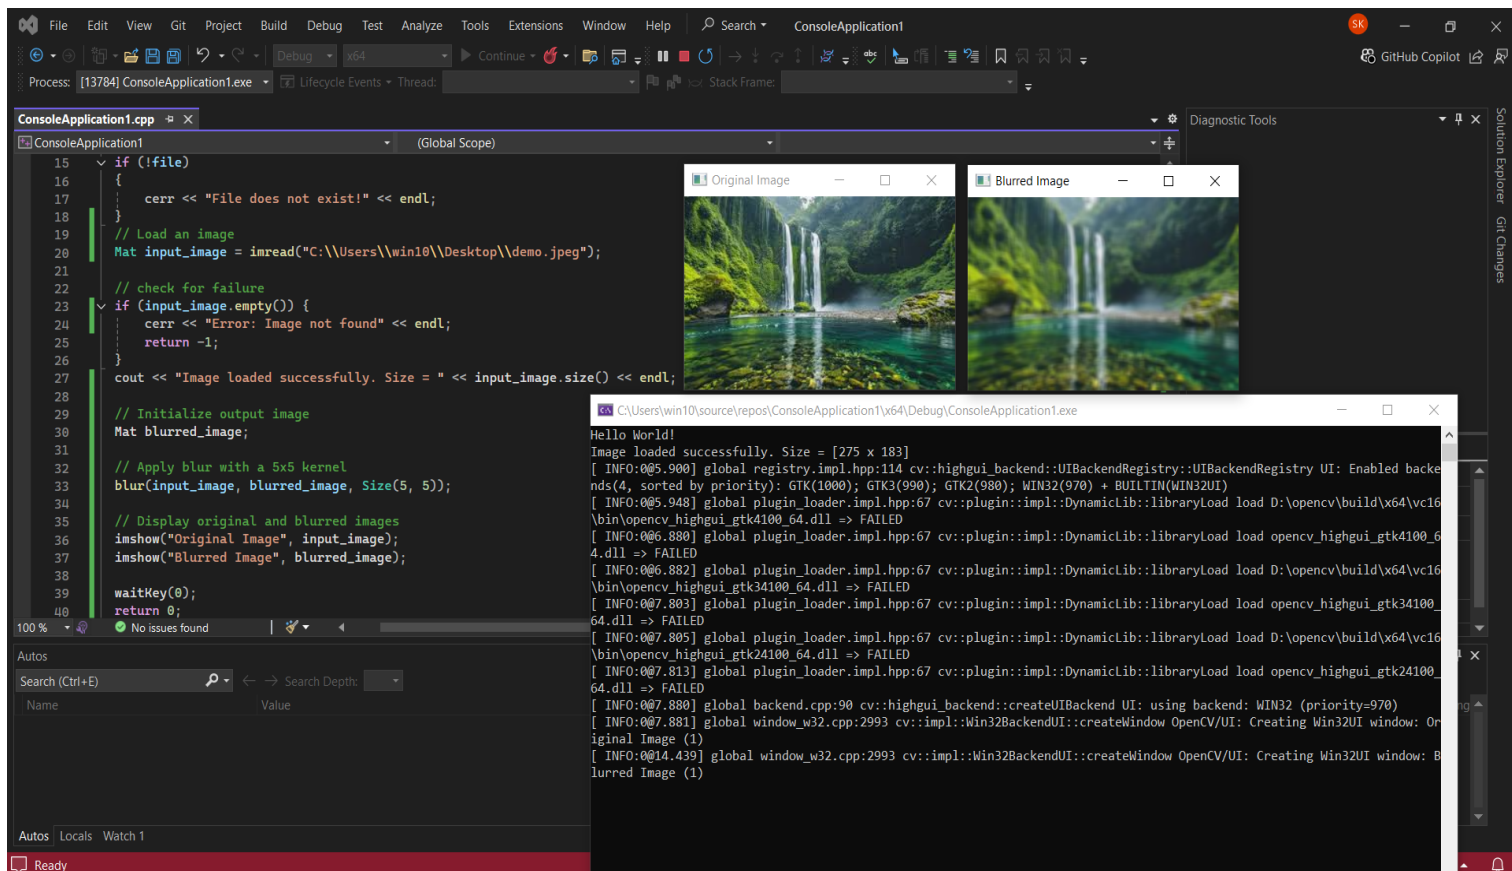 File Edit View Git Project Build Debug Test Analyze Tools Extensions Window Help Search ConsoleApplication1 SK
Debug x64 Continue abc GitHub Copilot
Process: [13784] ConsoleApplication1.exe Lifecycle Events Thread: Stack Frame:
ConsoleApplication1.cpp
Diagnostic Tools
Solution Explorer
Git Changes
ConsoleApplication1 (Global Scope)
15 if (!file)
16 {
17 cerr << "File does not exist!" << endl;
18 }
19 // Load an image
20 Mat input_image = imread("C:\\Users\\win10\\Desktop\\demo.jpeg");
21
22 // check for failure
23 if (input_image.empty()) {
24 cerr << "Error: Image not found" << endl;
25 return -1;
26 }
27 cout << "Image loaded successfully. Size = " << input_image.size() << endl;
28
29 // Initialize output image
30 Mat blurred_image;
31
32 // Apply blur with a 5x5 kernel
33 blur(input_image, blurred_image, Size(5, 5));
34
35 // Display original and blurred images
36 imshow("Original Image", input_image);
37 imshow("Blurred Image", blurred_image);
38
39 waitKey(0);
40 return 0;
100 % No issues found
Original Image
Blurred Image
C:\Users\win10\source\repos\ConsoleApplication1\x64\Debug\ConsoleApplication1.exe
Hello World!
Image loaded successfully. Size = [275 x 183]
[ INFO:0@5.900] global registry.impl.hpp:114 cv::highgui_backend::UIBackendRegistry::UIBackendRegistry UI: Enabled backe
nds(4, sorted by priority): GTK(1000); GTK3(990); GTK2(980); WIN32(970) + BUILTIN(WIN32UI)
[ INFO:0@5.948] global plugin_loader.impl.hpp:67 cv::plugin::impl::DynamicLib::libraryLoad load D:\opencv\build\x64\vc16
\bin\opencv_highgui_gtk4100_64.dll => FAILED
[ INFO:0@6.880] global plugin_loader.impl.hpp:67 cv::plugin::impl::DynamicLib::libraryLoad load opencv_highgui_gtk4100_6
4.dll => FAILED
[ INFO:0@6.882] global plugin_loader.impl.hpp:67 cv::plugin::impl::DynamicLib::libraryLoad load D:\opencv\build\x64\vc16
\bin\opencv_highgui_gtk34100_64.dll => FAILED
[ INFO:0@7.803] global plugin_loader.impl.hpp:67 cv::plugin::impl::DynamicLib::libraryLoad load opencv_highgui_gtk34100_
64.dll => FAILED
[ INFO:0@7.805] global plugin_loader.impl.hpp:67 cv::plugin::impl::DynamicLib::libraryLoad load D:\opencv\build\x64\vc16
\bin\opencv_highgui_gtk24100_64.dll => FAILED
[ INFO:0@7.813] global plugin_loader.impl.hpp:67 cv::plugin::impl::DynamicLib::libraryLoad load opencv_highgui_gtk24100_
64.dll => FAILED
[ INFO:0@7.880] global backend.cpp:90 cv::highgui_backend::createUIBackend UI: using backend: WIN32 (priority=970)
[ INFO:0@7.881] global window_w32.cpp:2993 cv::impl::Win32BackendUI::createWindow OpenCV/UI: Creating Win32UI window: Or
iginal Image (1)
[ INFO:0@14.439] global window_w32.cpp:2993 cv::impl::Win32BackendUI::createWindow OpenCV/UI: Creating Win32UI window: B
lurred Image (1)
Autos
Search (Ctrl+E) Search Depth:
Name Value
ng
Autos Locals Watch 1
Ready